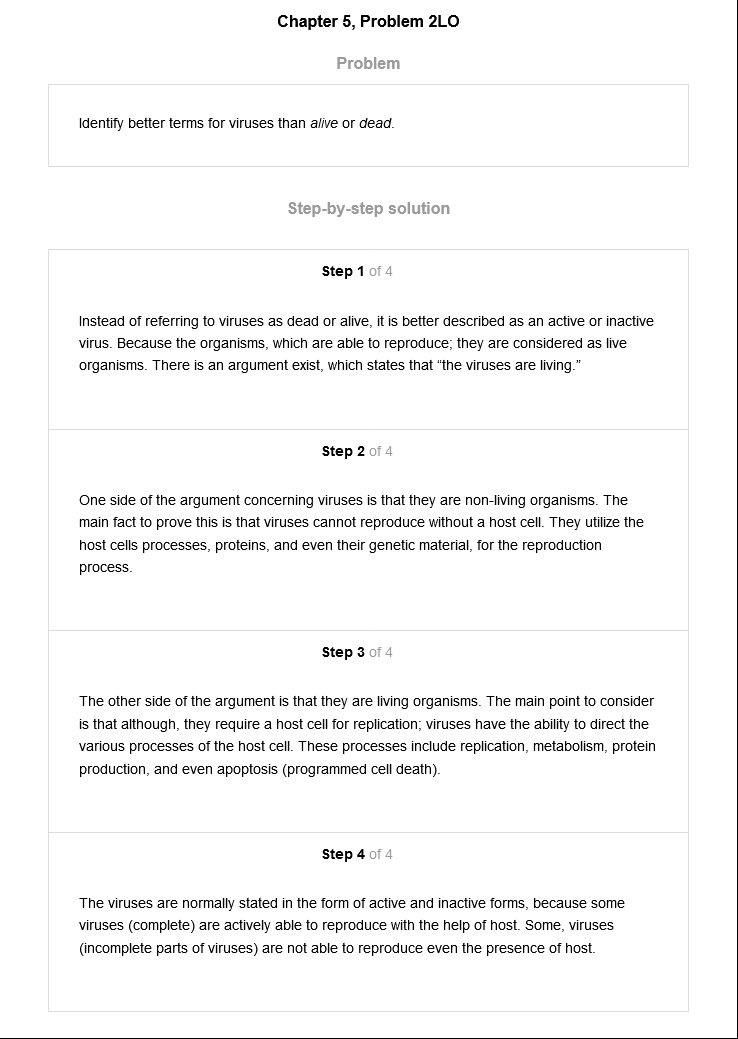 Chapter 5, Problem 2LO
Problem
Identify better terms for viruses than alive or dead.
Step-by-step solution
Step 1 of 4
Instead of referring to viruses as dead or alive, it is better described as an active or inactive
virus. Because the organisms, which are able to reproduce; they are considered as live
organisms. There is an argument exist, which states that “the viruses are living.”
Step 2 of 4
One side of the argument concerning viruses is that they are non-living organisms. The
main fact to prove this is that viruses cannot reproduce without a host cell. They utilize the
host cells processes, proteins, and even their genetic material, for the reproduction
process.
Step 3 of 4
The other side of the argument is that they are living organisms. The main point to consider
is that although, they require a host cell for replication; viruses have the ability to direct the
various processes of the host cell. These processes include replication, metabolism, protein
production, and even apoptosis (programmed cell death).
Step 4 of 4
The viruses are normally stated in the form of active and inactive forms, because some
viruses (complete) are actively able to reproduce with the help of host. Some, viruses
(incomplete parts of viruses) are not able to reproduce even the presence of host.